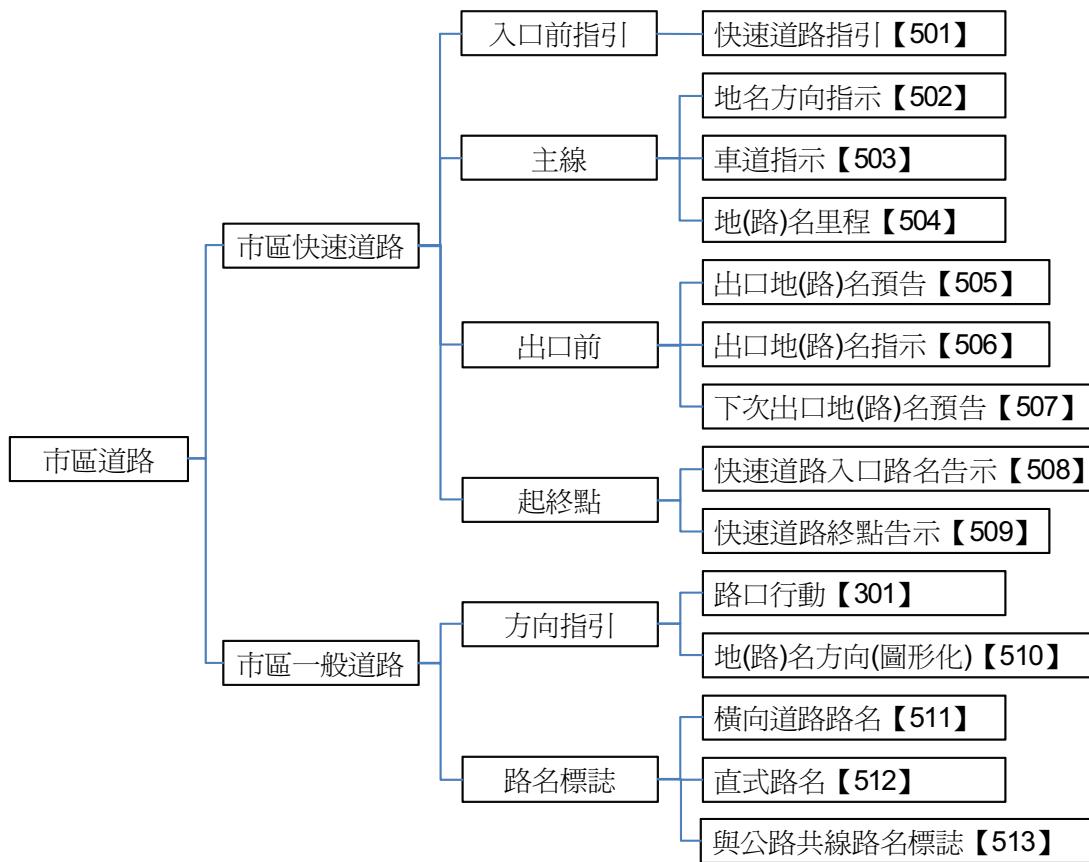 入口前指引
快速道路指引【501】
地名方向指示【502】
主線
車道指示【503】
地(路)名里程【504】
市區快速道路
出口地(路)名預告【505】
出口前
出口地(路)名指示【506】
下次出口地(路)名預告【507】
市區道路
快速道路入口路名告示【508】
起終點
快速道路終點告示【509】
路口行動【301】
方向指引
地(路)名方向(圖形化)【510】
市區一般道路
橫向道路路名【511】
路名標誌
直式路名【512】
與公路共線路名標誌【513】